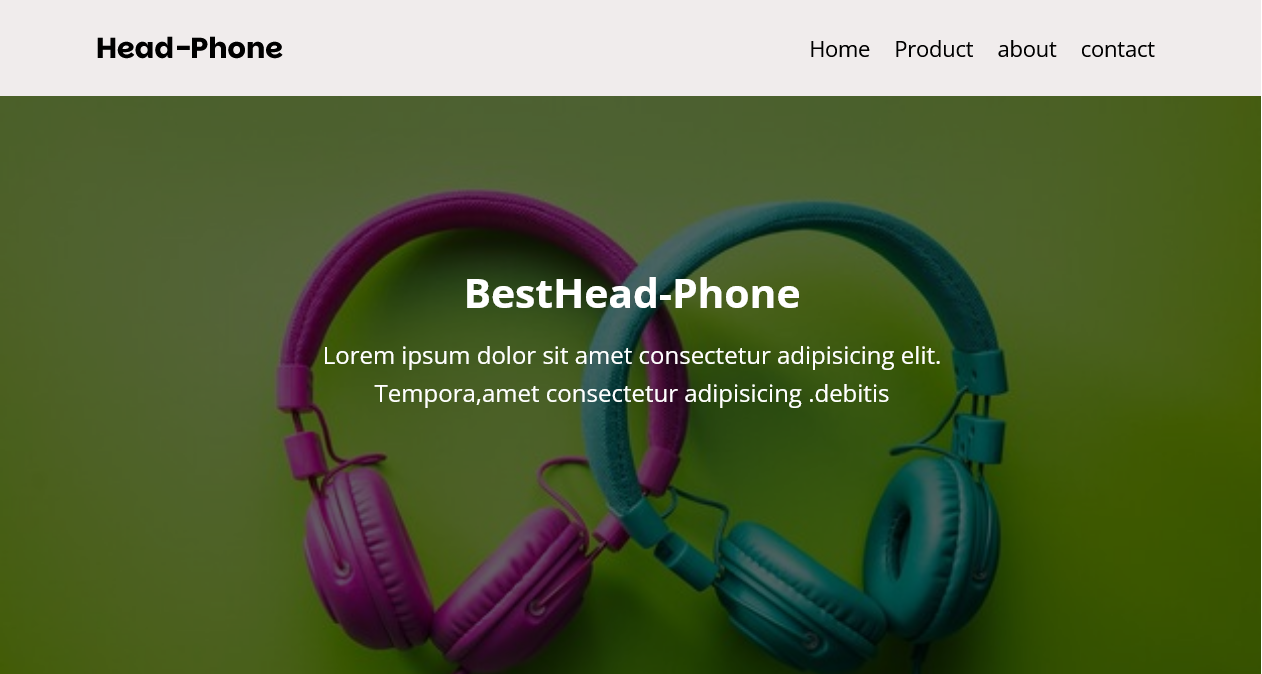 Head-Phone
Home Product about contact
BestHead-Phone
Lorem ipsum dolor sit amet consectetur adipisicing elit.
Tempora,amet consectetur adipisicing .debitis